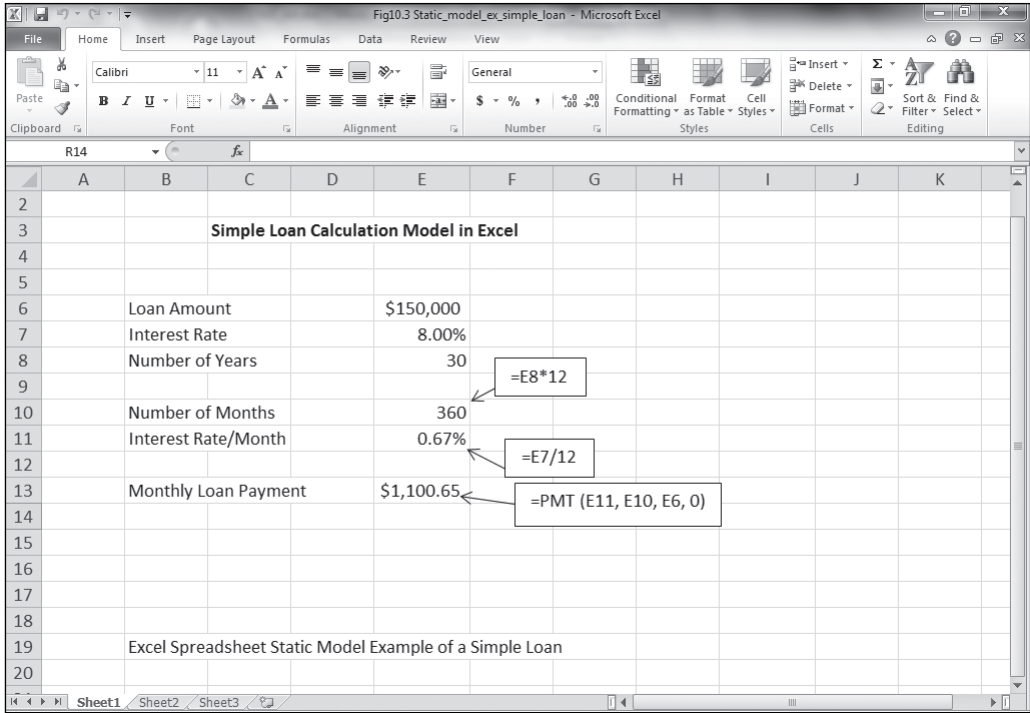 Fig10.3 Static_model_ex_simple_loan - Microsoft Excel
File Home Insert Page Layout Formulas Data Review View
Paste
Calibri 11 A A
B I U A
General
$ % , .0 .00 .00 .0
Conditional Formatting
Format as Table
Cell Styles
Insert
Delete
Format
Σ
Sort & Filter
Find & Select
Clipboard Font Alignment Number Styles Cells Editing
R14 fx
A B C D E F G H I J K
2
3 Simple Loan Calculation Model in Excel
4
5
6 Loan Amount $150,000
7 Interest Rate 8.00%
8 Number of Years 30
=E8*12
9
10 Number of Months 360
11 Interest Rate/Month 0.67%
=E7/12
12
13 Monthly Loan Payment $1,100.65
=PMT (E11, E10, E6, 0)
14
15
16
17
18
19 Excel Spreadsheet Static Model Example of a Simple Loan
20
Sheet1 Sheet2 Sheet3